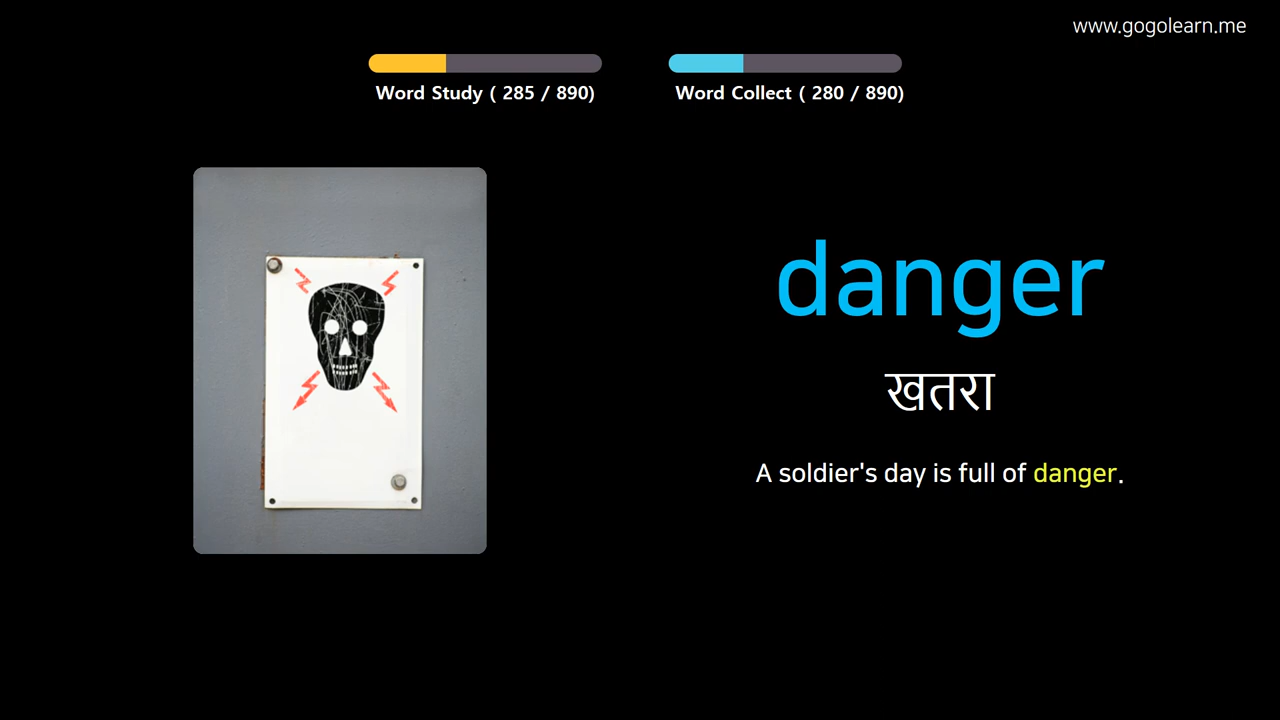 www.gogolearn.me
Word Study ( 285 / 890)
Word Collect ( 280 / 890)
danger
खतरा
A soldier's day is full of danger.